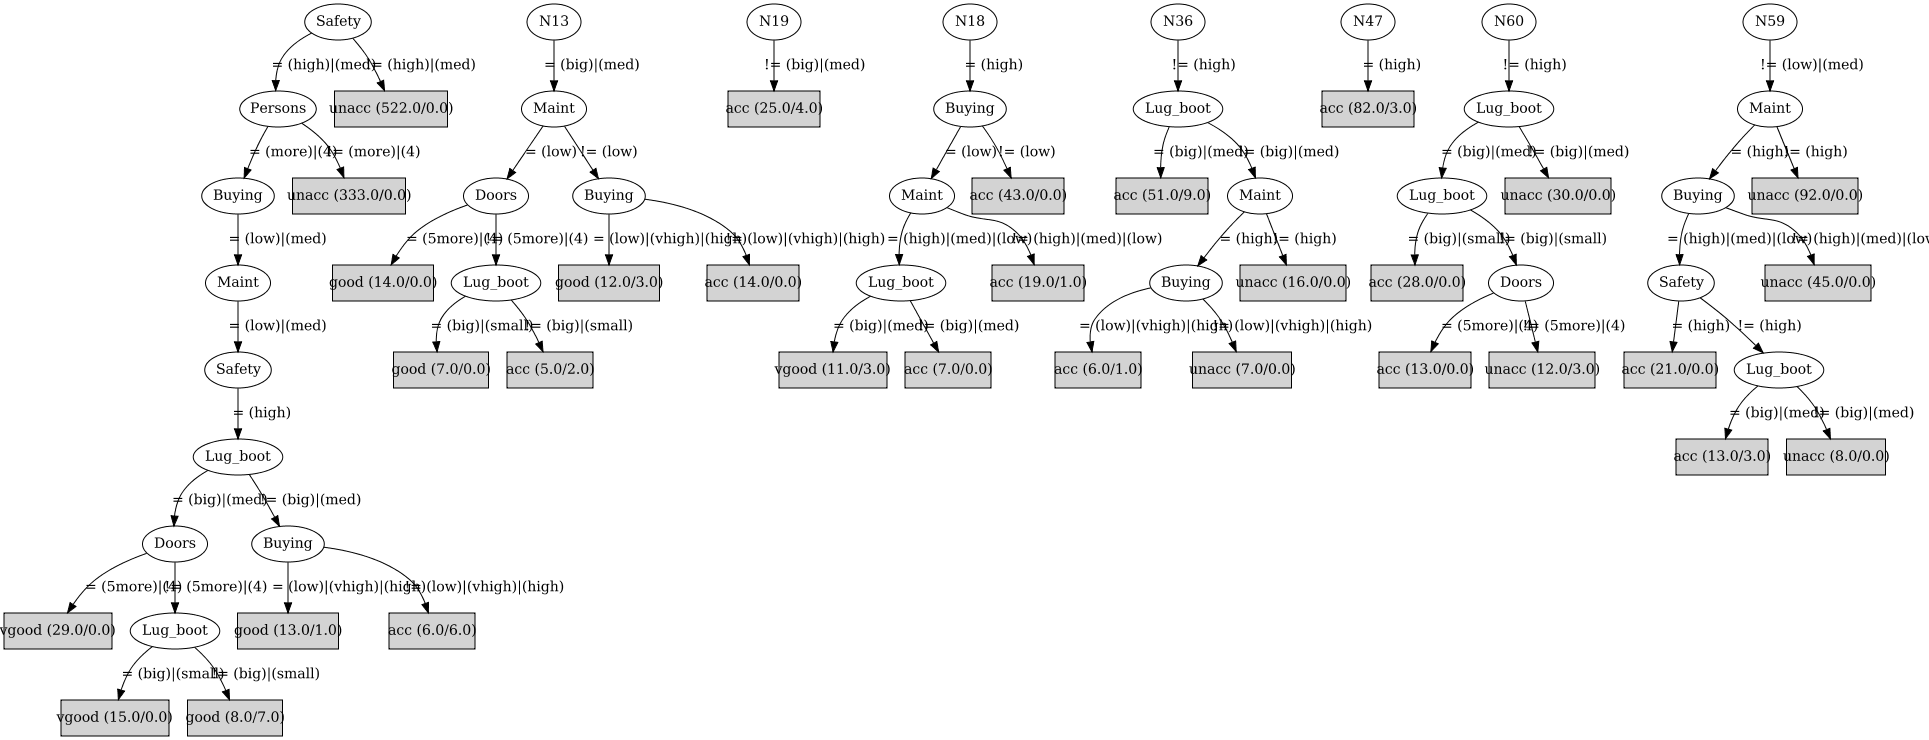 Safety
N13
N19
N18
N36
N47
N60
N59
= (high)|(med)
!= (high)|(med)
= (big)|(med)
!= (big)|(med)
= (high)
!= (high)
= (high)
!= (high)
!= (low)|(med)
Persons
unacc (522.0/0.0)
Maint
acc (25.0/4.0)
Buying
Lug_boot
acc (82.0/3.0)
Lug_boot
Maint
= (more)|(4)
!= (more)|(4)
= (low)
!= (low)
= (low)
!= (low)
= (big)|(med)
!= (big)|(med)
= (big)|(med)
!= (big)|(med)
= (high)
!= (high)
Buying
unacc (333.0/0.0)
Doors
Buying
Maint
acc (43.0/0.0)
acc (51.0/9.0)
Maint
Lug_boot
unacc (30.0/0.0)
Buying
unacc (92.0/0.0)
= (low)|(med)
= (5more)|(4)
!= (5more)|(4)
= (low)|(vhigh)|(high)
!= (low)|(vhigh)|(high)
= (high)|(med)|(low)
!= (high)|(med)|(low)
= (high)
!= (high)
= (big)|(small)
!= (big)|(small)
= (high)|(med)|(low)
Maint
good (14.0/0.0)
Lug_boot
good (12.0/3.0)
acc (14.0/0.0)
Lug_boot
acc (19.0/1.0)
Buying
unacc (16.0/0.0)
acc (28.0/0.0)
Doors
Safety
unacc (45.0/0.0)
= (low)|(med)
= (big)|(small)
!= (big)|(small)
= (big)|(med)
!= (big)|(med)
= (low)|(vhigh)|(high)
!= (low)|(vhigh)|(high)
= (5more)|(4)
!= (5more)|(4)
= (high)
!= (high)
Safety
good (7.0/0.0)
acc (5.0/2.0)
vgood (11.0/3.0)
acc (7.0/0.0)
acc (6.0/1.0)
unacc (7.0/0.0)
acc (13.0/0.0)
unacc (12.0/3.0)
acc (21.0/0.0)
Lug_boot
= (high)
= (big)|(med)
!= (big)|(med)
Lug_boot
acc (13.0/3.0)
unacc (8.0/0.0)
= (big)|(med)
!= (big)|(med)
Doors
Buying
= (5more)|(4)
!= (5more)|(4)
= (low)|(vhigh)|(high)
!= (low)|(vhigh)|(high)
vgood (29.0/0.0)
Lug_boot
good (13.0/1.0)
acc (6.0/6.0)
= (big)|(small)
!= (big)|(small)
vgood (15.0/0.0)
good (8.0/7.0)